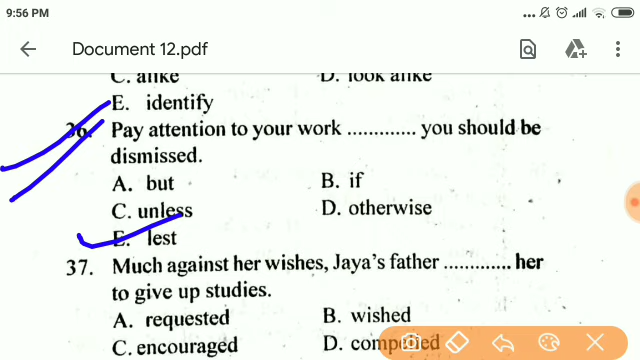 9:56 PM
Document 12.pdf
C. alike D. look alike
E. identify
36. Pay attention to your work ............. you should be
dismissed.
A. but B. if
C. unless D. otherwise
E. lest
37. Much against her wishes, Jaya's father ............. her
to give up studies.
A. requested B. wished
C. encouraged D. compelled